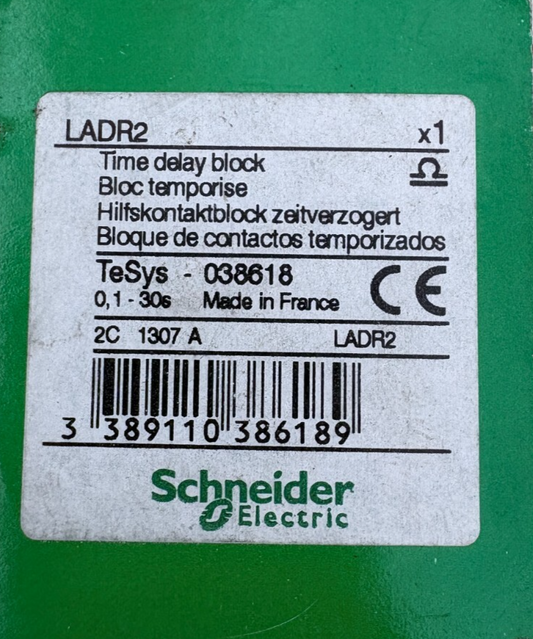 LADR2 x1
Time delay block
Bloc temporise
Hilfskontaktblock zeitverzogert
Bloque de contactos temporizados
TeSys - 038618
0,1 - 30s Made in France CE
2C 1307 A LADR2
3 389110 386189
Schneider
Electric